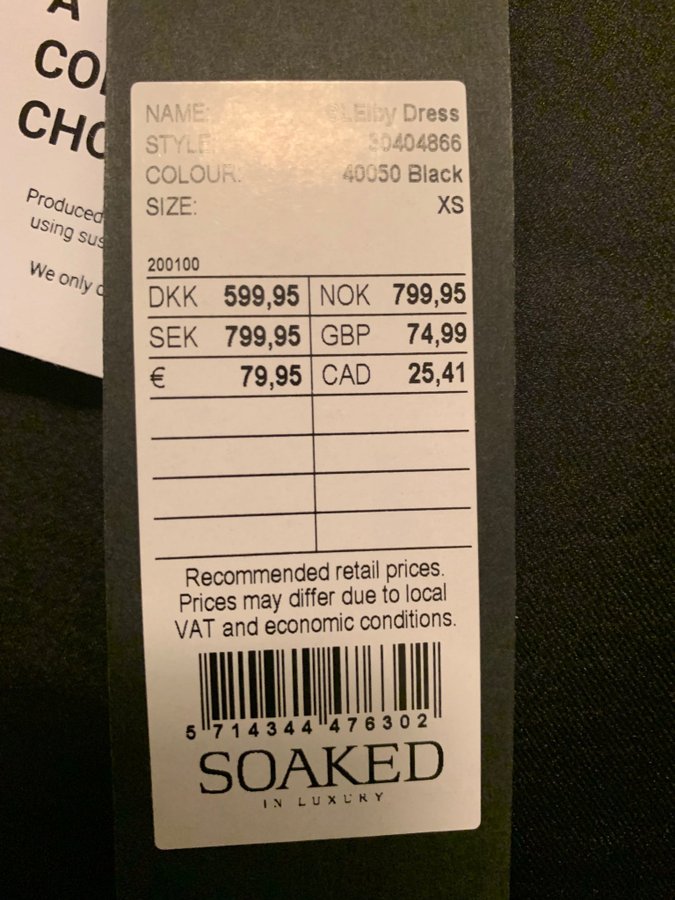 A
CO
CHO
Produced
using sus
We only
NAME: SLElby Dress
STYLE: 30404866
COLOUR: 40050 Black
SIZE: XS
200100
DKK 599,95 NOK 799,95
SEK 799,95 GBP 74,99
€ 79,95 CAD 25,41
Recommended retail prices.
Prices may differ due to local
VAT and economic conditions.
5 714344 476302
SOAKED
IN LUXURY